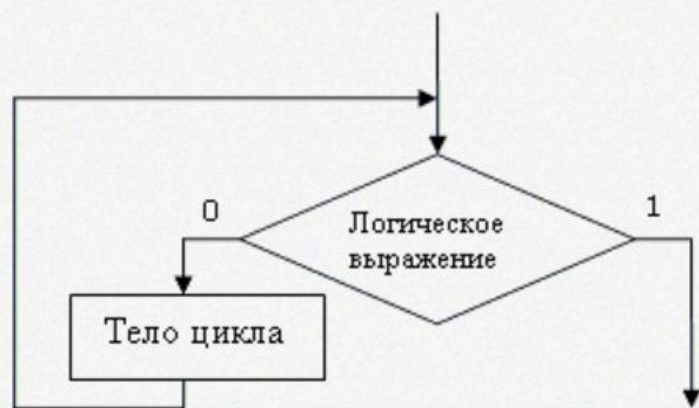 0
1
Логическое
выражение
Тело цикла